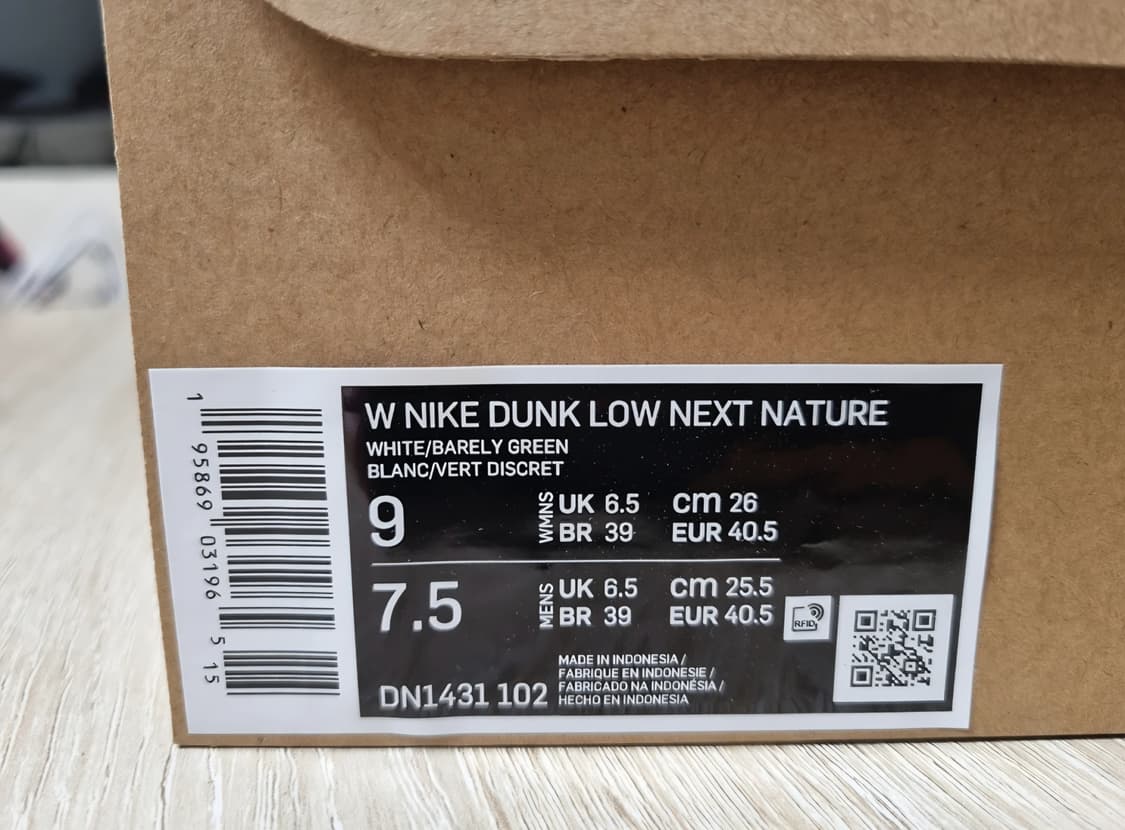 1 95869 03196 5 15
W NIKE DUNK LOW NEXT NATURE
WHITE/BARELY GREEN
BLANC/VERT DISCRET
9
WMNS
UK 6.5 cm 26
BR 39 EUR 40.5
7.5
MENS
UK 6.5 cm 25.5
BR 39 EUR 40.5
RFID
DN1431 102
MADE IN INDONESIA /
FABRIQUE EN INDONESIE /
FABRICADO NA INDONÉSIA /
HECHO EN INDONESIA